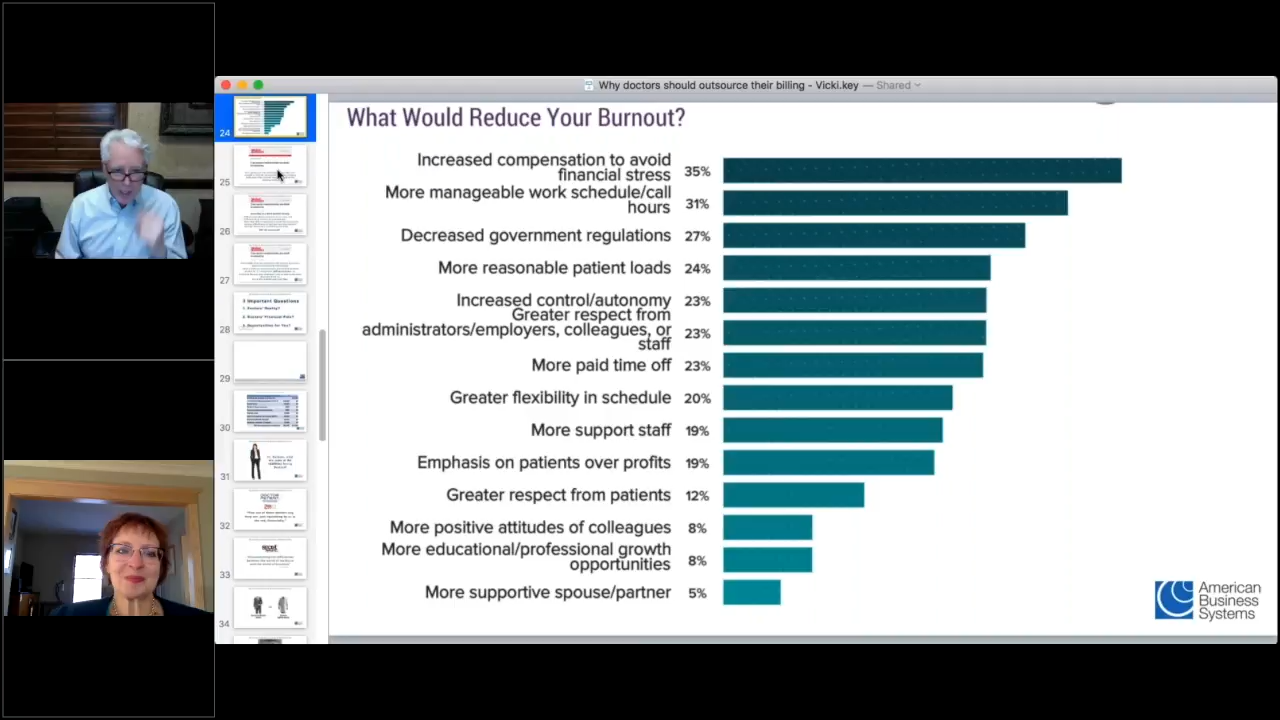 Why doctors should outsource their billing - Vicki.key — Shared
24
25
26
27
28
3 Important Questions
29
30
31
32
33
34
What Would Reduce Your Burnout?
Increased compensation to avoid
financial stress
35%
More manageable work schedule/call
hours
31%
Decreased government regulations
27%
More reasonable patient loads
24%
Increased control/autonomy
23%
Greater respect from
administrators/employers, colleagues, or
staff
23%
More paid time off
23%
Greater flexibility in schedule
20%
More support staff
19%
Emphasis on patients over profits
19%
Greater respect from patients
12%
More positive attitudes of colleagues
8%
More educational/professional growth
opportunities
8%
More supportive spouse/partner
5%
American
Business
Systems